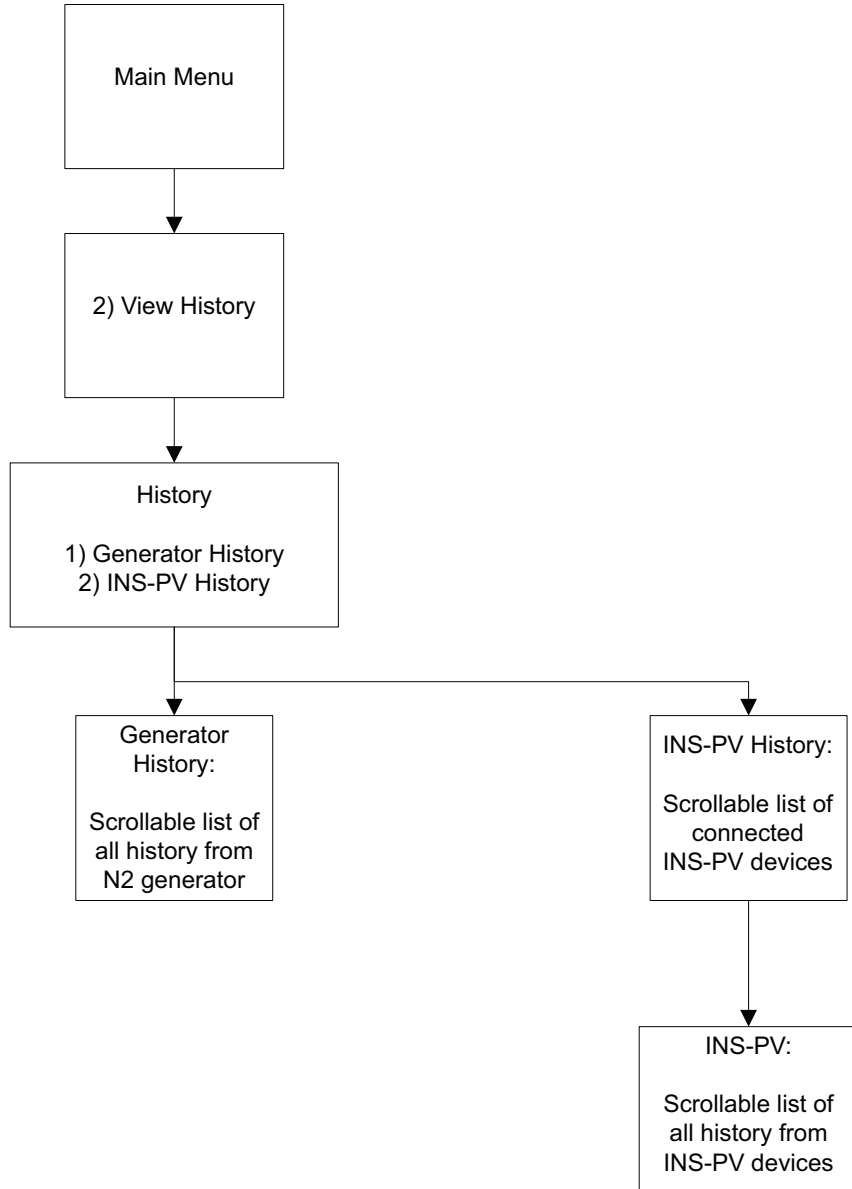 Main Menu
2) View History
History
1) Generator History
2) INS-PV History
Generator
History:
Scrollable list of
all history from
N2 generator
INS-PV History:
Scrollable list of
connected
INS-PV devices
INS-PV:
Scrollable list of
all history from
INS-PV devices